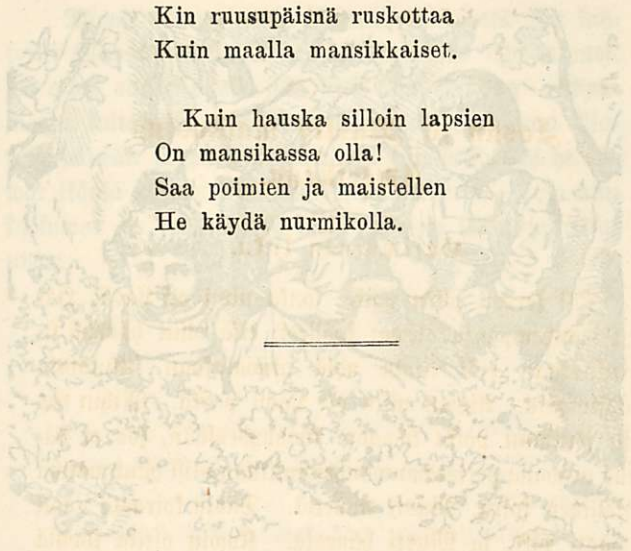 Kin ruusupäisnä ruskottaa
Kuin maalla mansikkaiset.
Kuin hauska silloin lapsien
On mansikassa olla!
Saa poimien ja maistellen
He käydä nurmikolla.